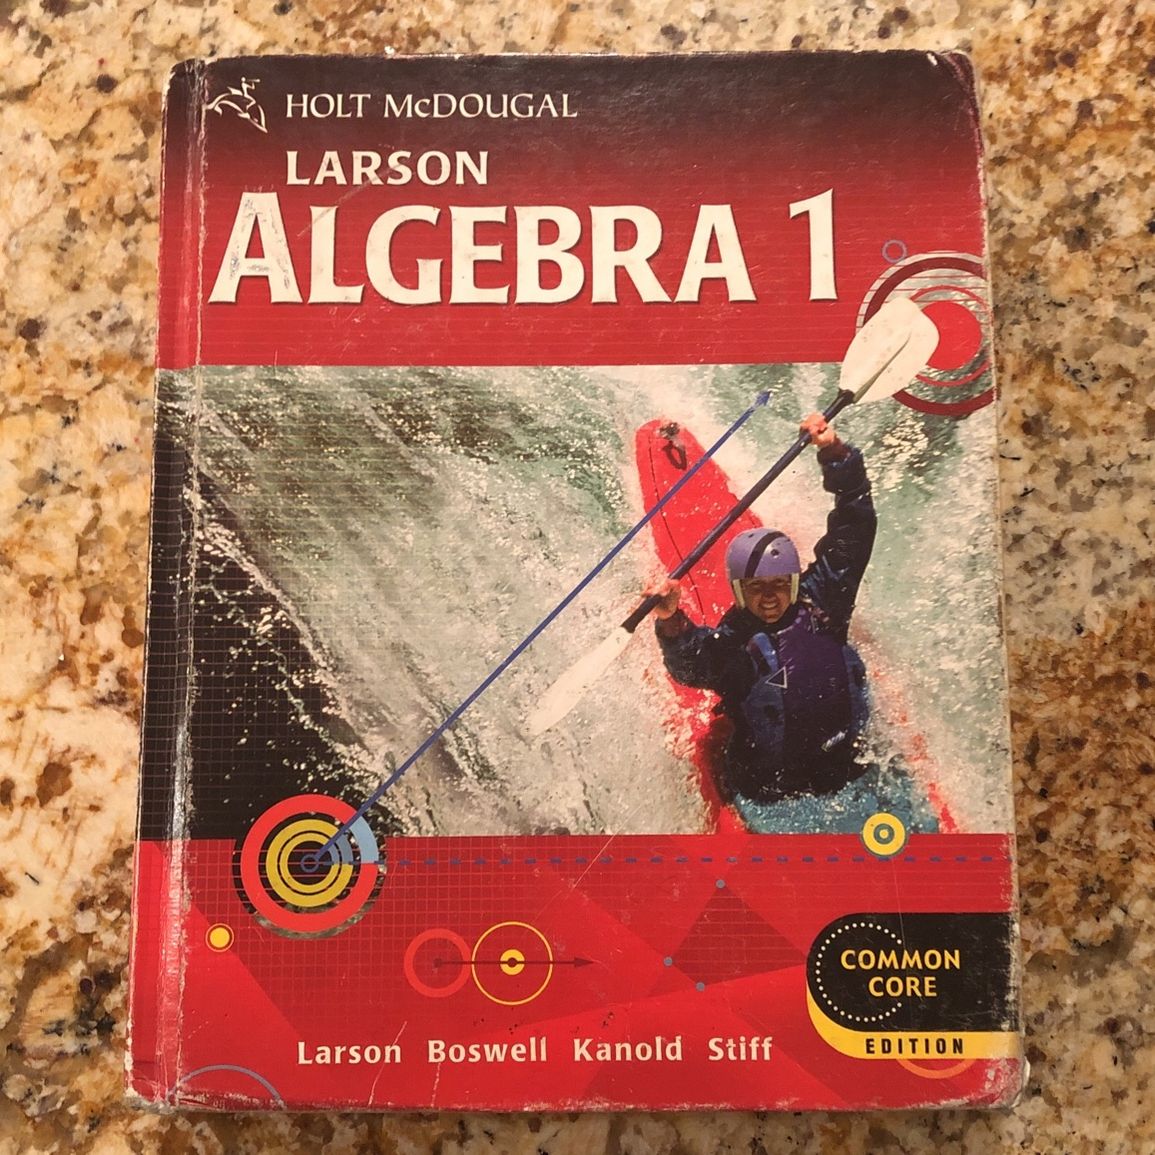 HOLT McDOUGAL
LARSON
ALGEBRA 1
COMMON
CORE
EDITION
Larson Boswell Kanold Stiff